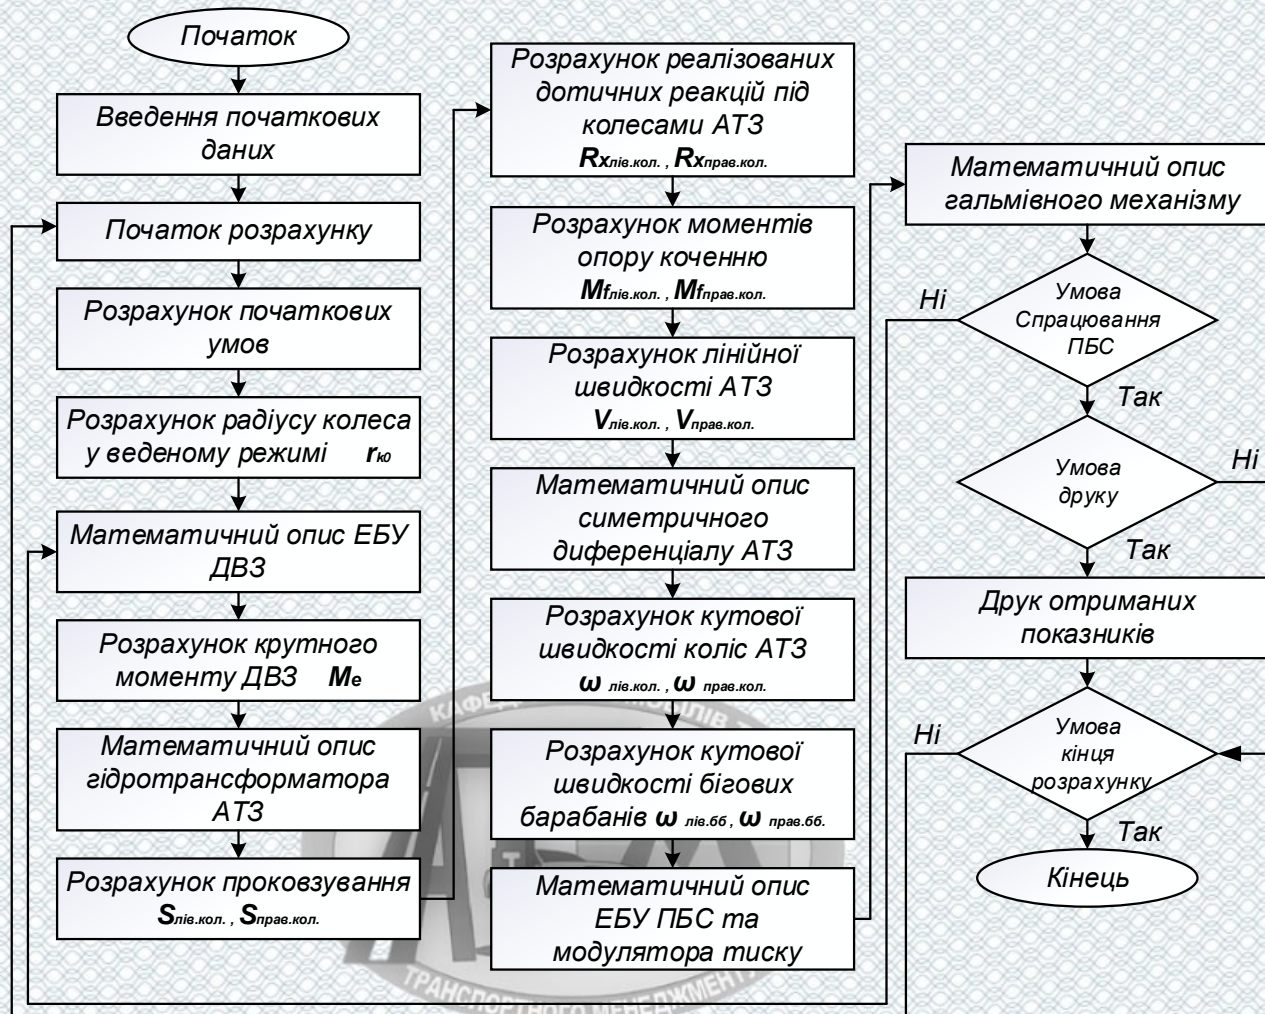 Початок
Введення початкових
даних
Початок розрахунку
Розрахунок початкових
умов
Розрахунок радіусу колеса
у веденому режимі rк0
Математичний опис ЕБУ
ДВЗ
Розрахунок крутного
моменту ДВЗ Me
Математичний опис
гідротрансформатора
АТЗ
Розрахунок проковзування
Sлів.кол. , Sправ.кол.
Розрахунок реалізованих
дотичних реакцій під
колесами АТЗ
Rxлів.кол. , Rxправ.кол.
Розрахунок моментів
опору коченню
Mfлів.кол. , Mfправ.кол.
Розрахунок лінійної
швидкості АТЗ
Vлів.кол. , Vправ.кол.
Математичний опис
симетричного
диференціалу АТЗ
Розрахунок кутової
швидкості коліс АТЗ
ω лів.кол. , ω прав.кол.
Розрахунок кутової
швидкості бігових
барабанів ω лів.бб , ω прав.бб.
Математичний опис
ЕБУ ПБС та
модулятора тиску
Математичний опис
гальмівного механізму
Ні
Умова
Спрацювання
ПБС
Так
Умова
друку
Ні
Так
Друк отриманих
показників
Ні
Умова
кінця
розрахунку
Так
Кінець
ТРАНСПОРТНОГО МЕНЕДЖМЕНТУ